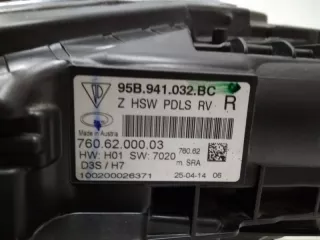 95B.941.032.BC
Z HSW PDLS RV R
Made in Austria
760.62.000.03
HW: H01 SW: 7020 760.62
D3S / H7 m. SRA
100200026371 25-04-14 06